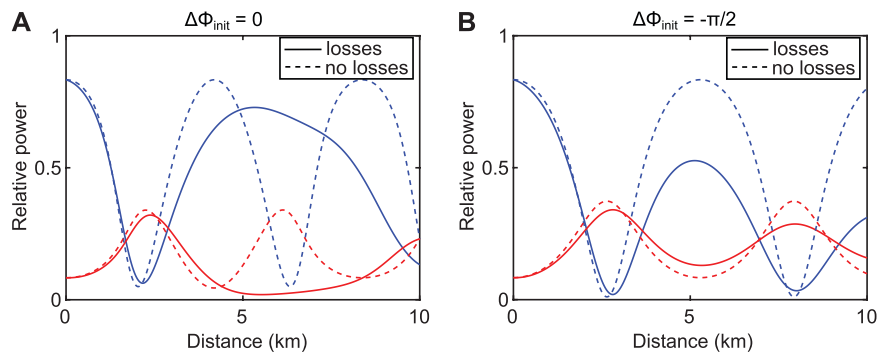 A
ΔΦinit = 0
losses
no losses
Relative power
1
0.5
0
0
5
10
Distance (km)
B
ΔΦinit = -π/2
losses
no losses
Relative power
1
0.5
0
0
5
10
Distance (km)